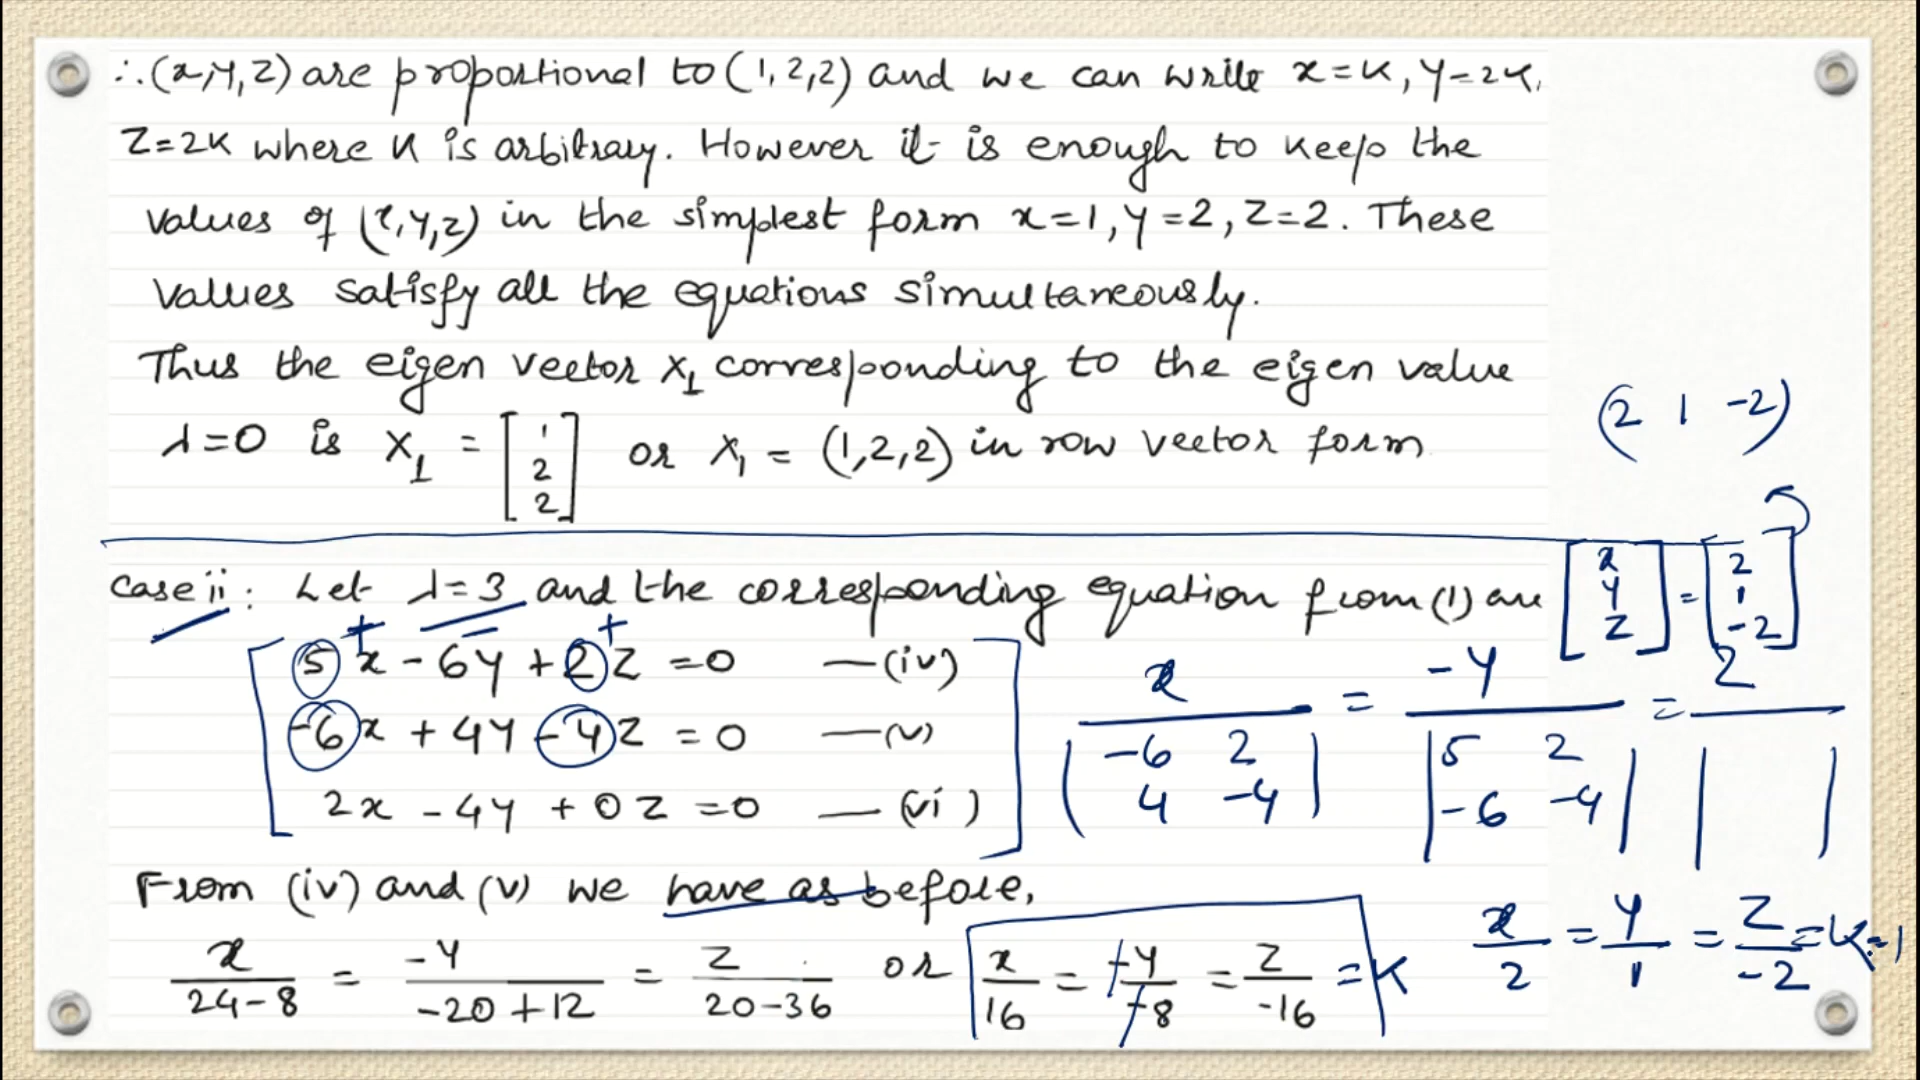 ∴ (x,y,z) are proportional to (1,2,2) and we can write x=k, y=2k,
z=2k where k is arbitrary. However it is enough to keep the
values of (x,y,z) in the simplest form x=1, y=2, z=2. These
values satisfy all the equations simultaneously.
Thus the eigen vector X₁ corresponding to the eigen value
λ=0 is X₁ = [1 2 2] or X₁ = (1,2,2) in row vector form
(2 1 -2)
Case ii: Let λ=3 and the corresponding equation from (1) are
[x y z] = [2 1 -2]
+ +
5x - 6y + 2z = 0 —(iv)
-6x + 4y - 4z = 0 —(v)
2x - 4y + 0z = 0 —(vi)
x = -y = z
|-6 2| |5 2| | |
|4 -4| |-6 -4| | |
From (iv) and (v) we have as before,
x/24-8 = -y/-20+12 = z/20-36 or x/16 = -y/-8 = z/-16 = k
x/2 = y/1 = z/-2 = k = 1